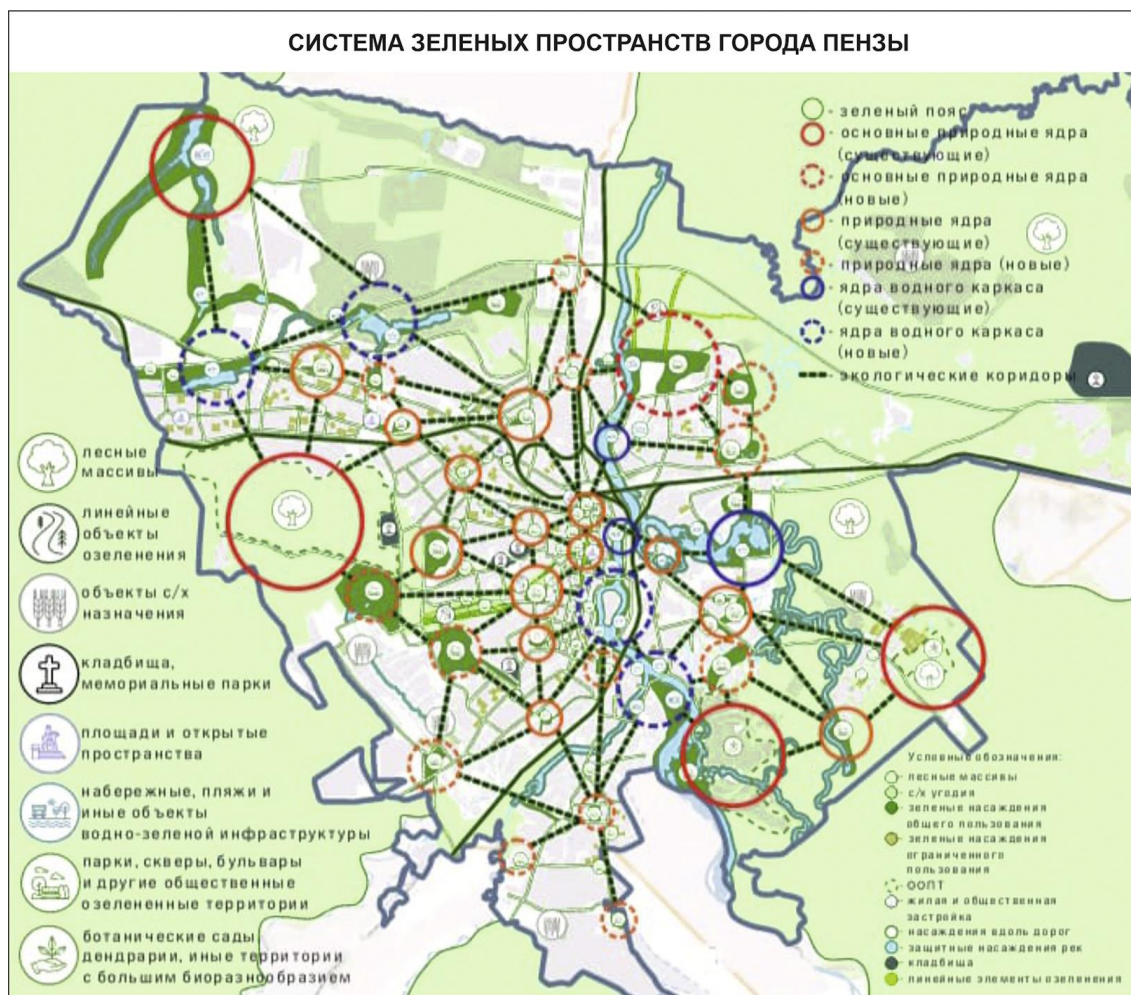 СИСТЕМА ЗЕЛЕНЫХ ПРОСТРАНСТВ ГОРОДА ПЕНЗЫ
- зеленый пояс
- основные природные ядра
(существующие)
- основные природные ядра
(новые)
- природные ядра
(существующие)
- природные ядра (новые)
- ядра водного каркаса
(существующие)
- ядра водного каркаса
(новые)
- экологические коридоры
лесные
массивы
линейные
объекты
озеленения
объекты с/х
назначения
кладбища,
мемориальные парки
площади и открытые
пространства
набережные, пляжи и
иные объекты
водно-зеленой инфраструктуры
парки, скверы, бульвары
и другие общественные
озелененные территории
ботанические сады
дендрарии, иные территории
с большим биоразнообразием
Условные обозначения:
- лесные массивы
- с/х угодия
- зеленые насаждения
общего пользования
- зеленые насаждения
ограниченного
пользования
- ООПТ
- жилая и общественная
застройка
- насаждения вдоль дорог
- защитные насаждения рек
- кладбища
- линейные элементы озеленения